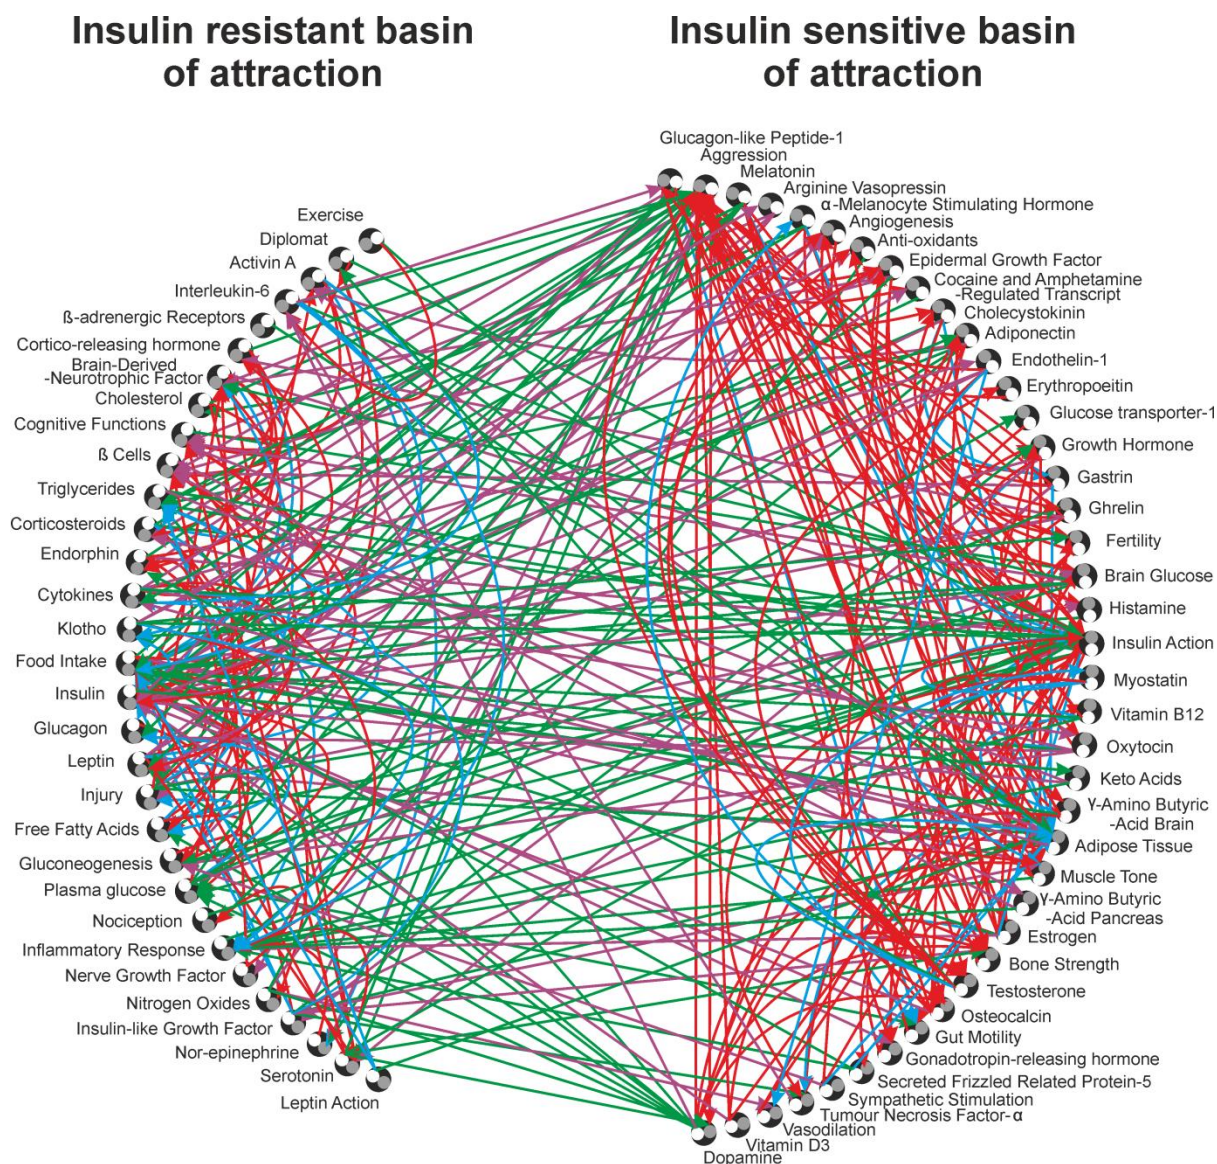 Insulin resistant basin
of attraction
Insulin sensitive basin
of attraction
Exercise
Diplomat
Activin A
Interleukin-6
ß-adrenergic Receptors
Cortico-releasing hormone
Brain-Derived
-Neurotrophic Factor
Cholesterol
Cognitive Functions
ß Cells
Triglycerides
Corticosteroids
Endorphin
Cytokines
Klotho
Food Intake
Insulin
Glucagon
Leptin
Injury
Free Fatty Acids
Gluconeogenesis
Plasma glucose
Nociception
Inflammatory Response
Nerve Growth Factor
Nitrogen Oxides
Insulin-like Growth Factor
Nor-epinephrine
Serotonin
Leptin Action
Glucagon-like Peptide-1
Aggression
Melatonin
Arginine Vasopressin
α-Melanocyte Stimulating Hormone
Angiogenesis
Anti-oxidants
Epidermal Growth Factor
Cocaine and Amphetamine
-Regulated Transcript
Cholecystokinin
Adiponectin
Endothelin-1
Erythropoeitin
Glucose transporter-1
Growth Hormone
Gastrin
Ghrelin
Fertility
Brain Glucose
Histamine
Insulin Action
Myostatin
Vitamin B12
Oxytocin
Keto Acids
γ-Amino Butyric
-Acid Brain
Adipose Tissue
Muscle Tone
γ-Amino Butyric
-Acid Pancreas
Estrogen
Bone Strength
Testosterone
Osteocalcin
Gut Motility
Gonadotropin-releasing hormone
Secreted Frizzled Related Protein-5
Sympathetic Stimulation
Tumour Necrosis Factor-α
Vasodilation
Vitamin D3
Dopamine